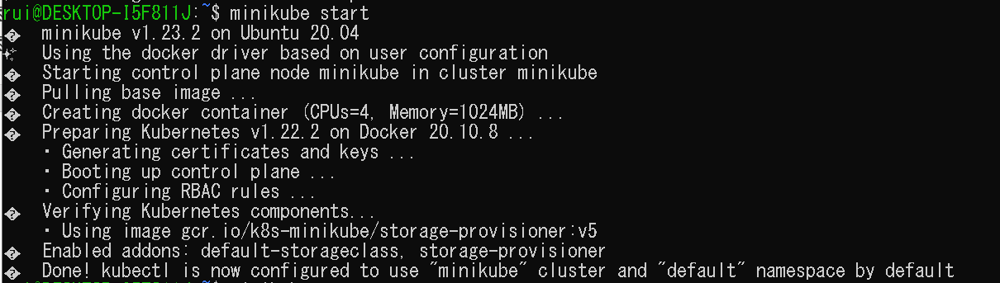 rui@DESKTOP-I5F811J:~$ minikube start
� minikube v1.23.2 on Ubuntu 20.04
✨ Using the docker driver based on user configuration
� Starting control plane node minikube in cluster minikube
� Pulling base image ...
� Creating docker container (CPUs=4, Memory=1024MB) ...
� Preparing Kubernetes v1.22.2 on Docker 20.10.8 ...
▪ Generating certificates and keys ...
▪ Booting up control plane ...
▪ Configuring RBAC rules ...
� Verifying Kubernetes components...
▪ Using image gcr.io/k8s-minikube/storage-provisioner:v5
� Enabled addons: default-storageclass, storage-provisioner
� Done! kubectl is now configured to use "minikube" cluster and "default" namespace by default